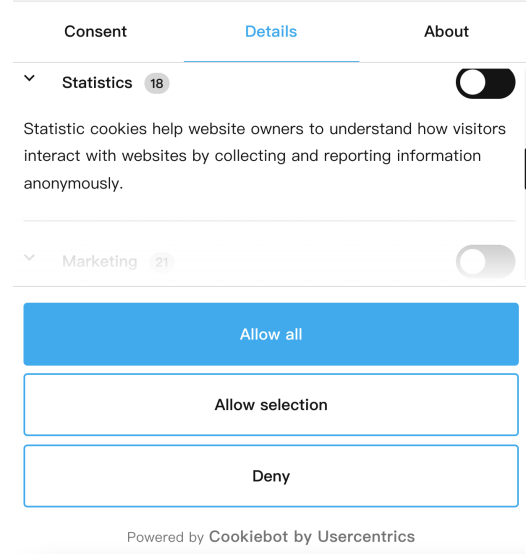 Consent Details About
Statistics 18
Statistic cookies help website owners to understand how visitors
interact with websites by collecting and reporting information
anonymously.
Marketing 21
Allow all
Allow selection
Deny
Powered by Cookiebot by Usercentrics